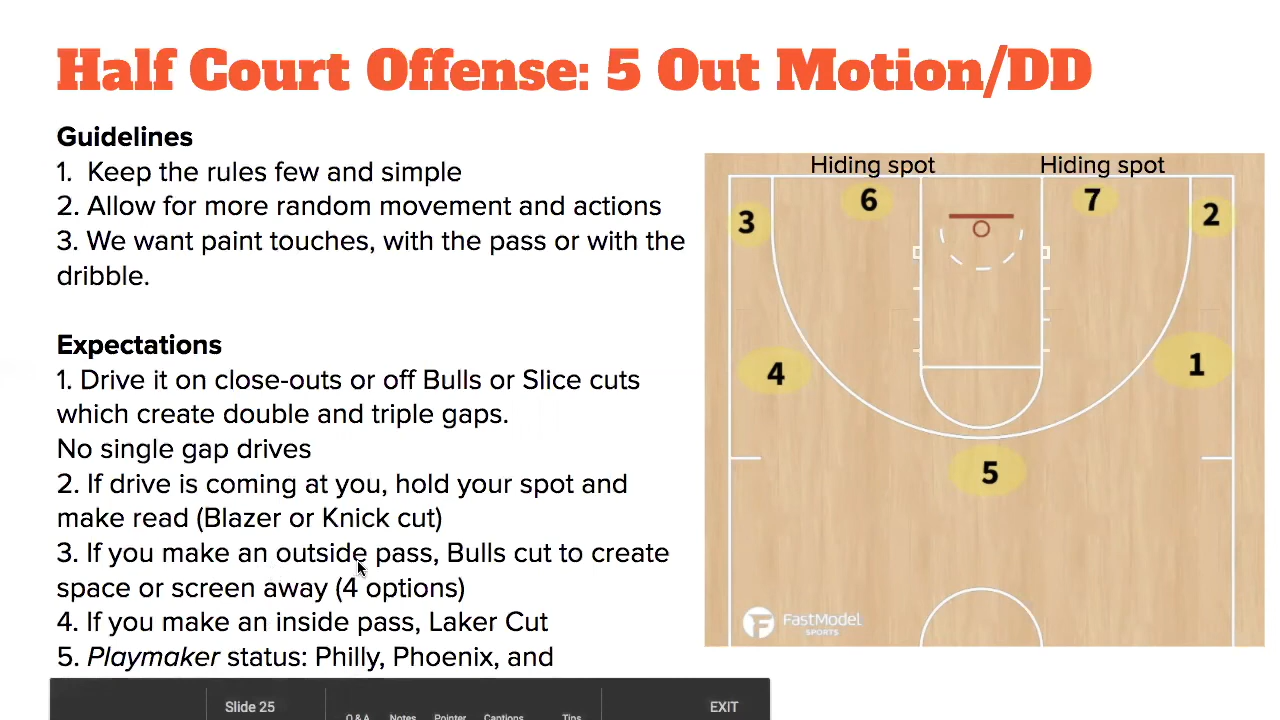 Half Court Offense: 5 Out Motion/DD
Guidelines
1. Keep the rules few and simple
2. Allow for more random movement and actions
3. We want paint touches, with the pass or with the
dribble.
Expectations
1. Drive it on close-outs or off Bulls or Slice cuts
which create double and triple gaps.
No single gap drives
2. If drive is coming at you, hold your spot and
make read (Blazer or Knick cut)
3. If you make an outside pass, Bulls cut to create
space or screen away (4 options)
4. If you make an inside pass, Laker Cut
5. Playmaker status: Philly, Phoenix, and
Hiding spot
Hiding spot
3
6
7
2
4
1
5
FastModel
SPORTS
Slide 25
Q & A
Notes
Pointer
Captions
Tips
EXIT